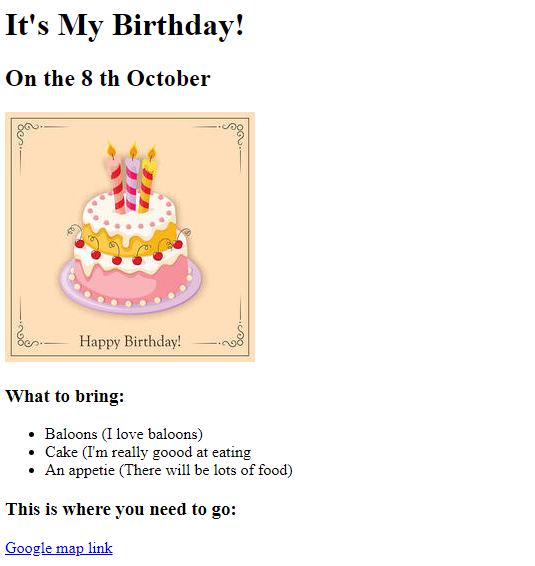 It's My Birthday!
On the 8 th October
Happy Birthday!
What to bring:
Baloons (I love baloons)
Cake (I'm really goood at eating
An appetie (There will be lots of food)
This is where you need to go:
Google map link